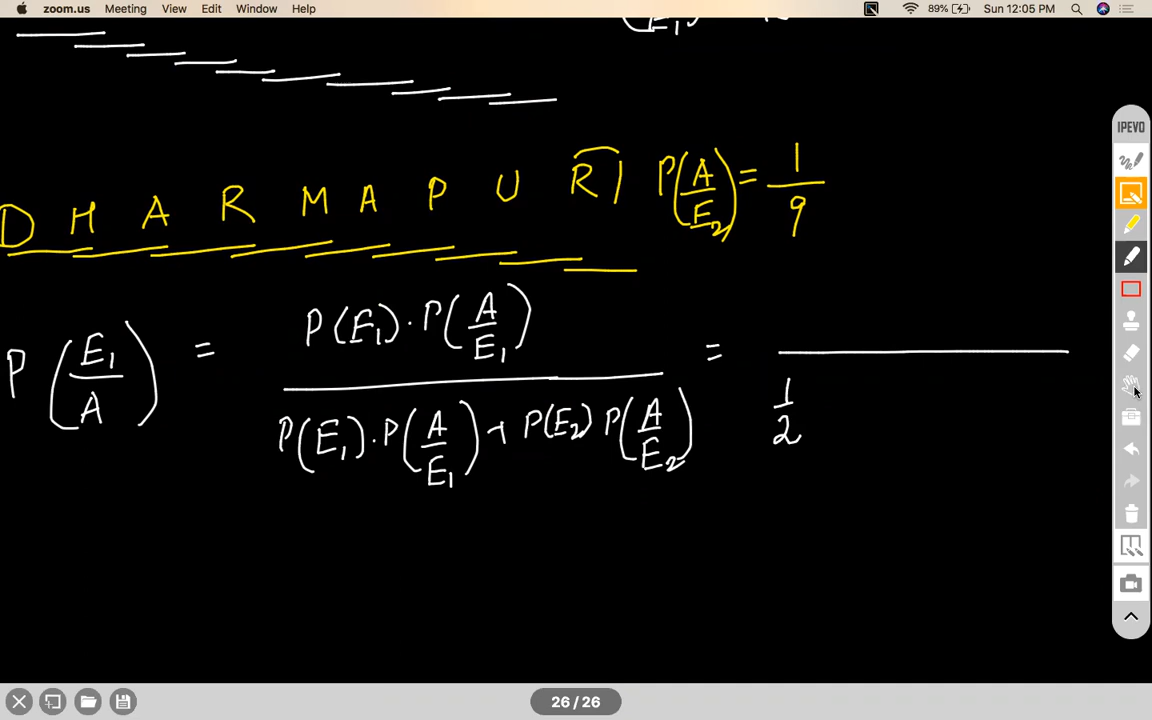 zoom.us Meeting View Edit Window Help 89% Sun 12:05 PM
D H A R M A P U R I P(A/E₂) = 1/9
P(E₁/A) = P(E₁)·P(A/E₁) / P(E₁)·P(A/E₁) + P(E₂) P(A/E₂) =
1/2
IPEVO
26/26